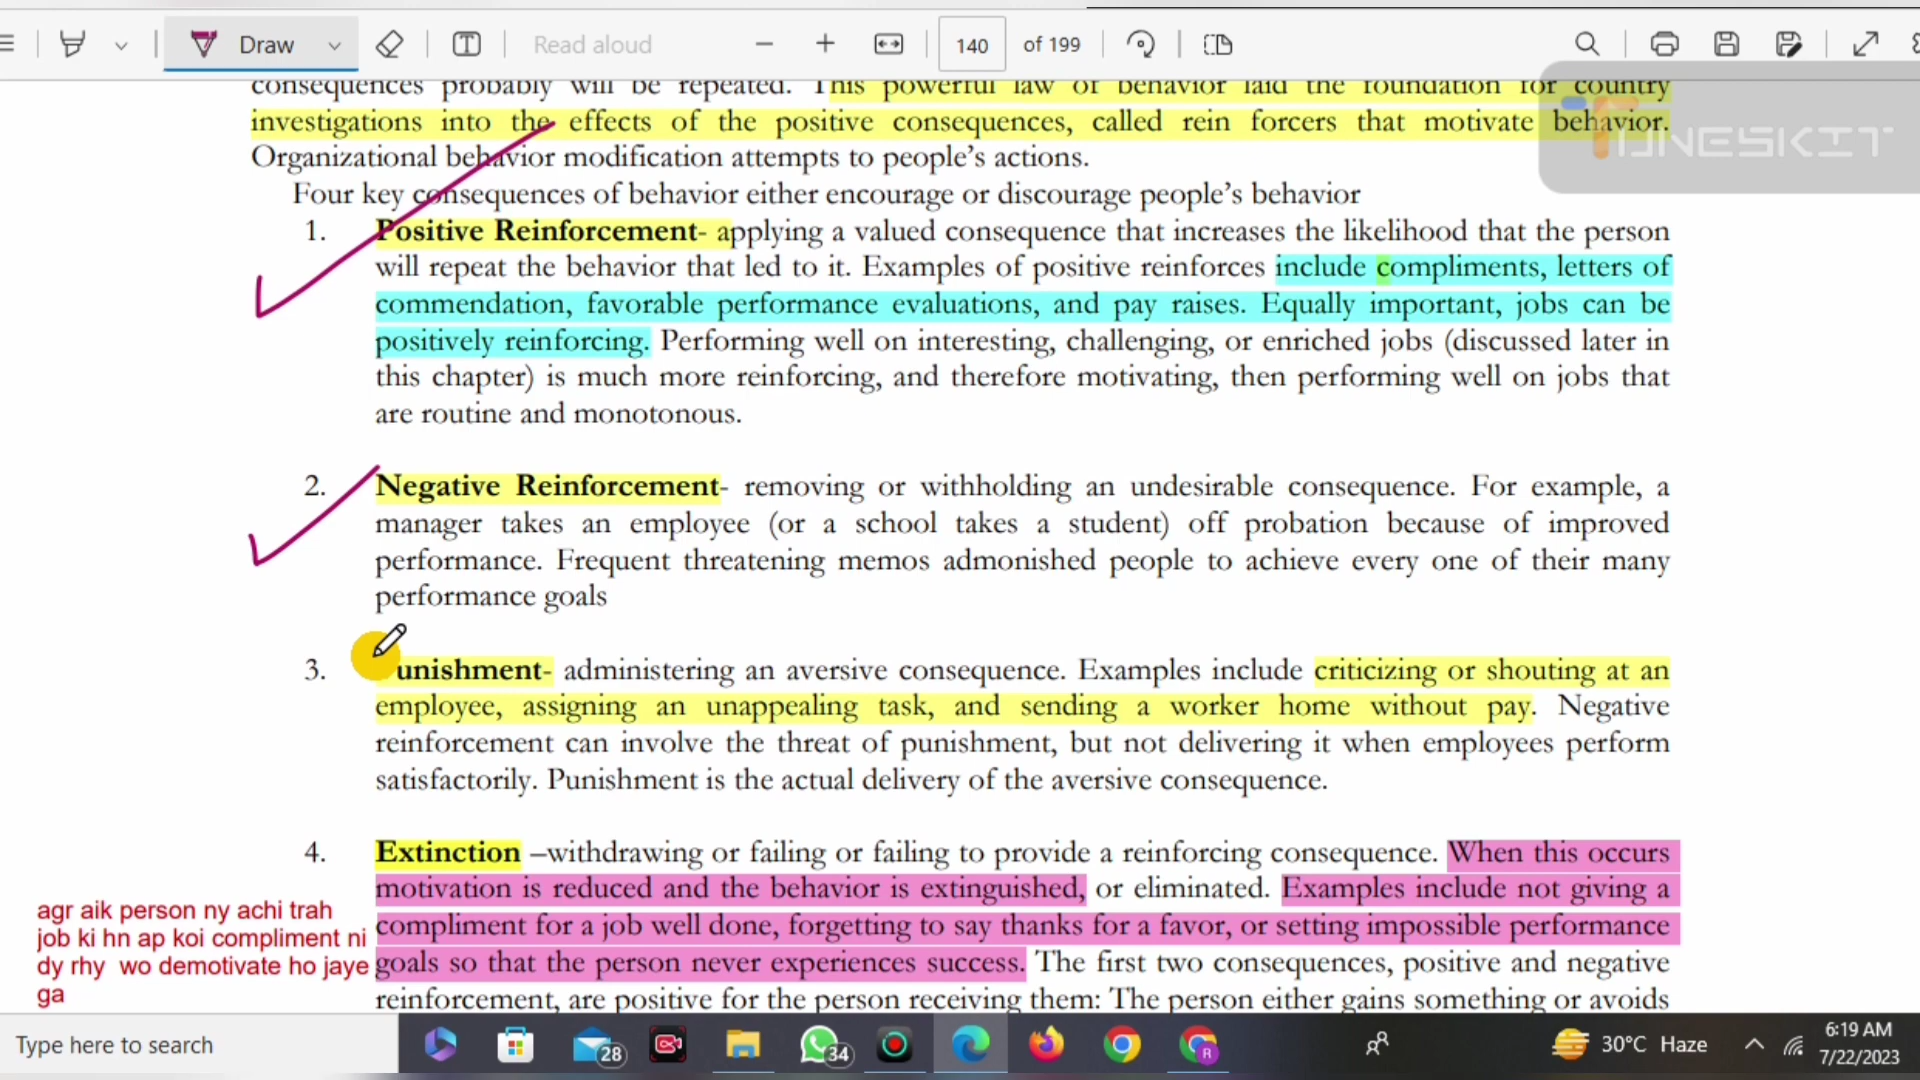 Draw
Read aloud
140 of 199
consequences probably will be repeated. This powerful law of behavior laid the foundation for country
investigations into the effects of the positive consequences, called rein forcers that motivate behavior.
TUNESKIT
Organizational behavior modification attempts to people's actions.
Four key consequences of behavior either encourage or discourage people's behavior
1. Positive Reinforcement- applying a valued consequence that increases the likelihood that the person
will repeat the behavior that led to it. Examples of positive reinforces include compliments, letters of
commendation, favorable performance evaluations, and pay raises. Equally important, jobs can be
positively reinforcing. Performing well on interesting, challenging, or enriched jobs (discussed later in
this chapter) is much more reinforcing, and therefore motivating, then performing well on jobs that
are routine and monotonous.
2. Negative Reinforcement- removing or withholding an undesirable consequence. For example, a
manager takes an employee (or a school takes a student) off probation because of improved
performance. Frequent threatening memos admonished people to achieve every one of their many
performance goals
3. unishment- administering an aversive consequence. Examples include criticizing or shouting at an
employee, assigning an unappealing task, and sending a worker home without pay. Negative
reinforcement can involve the threat of punishment, but not delivering it when employees perform
satisfactorily. Punishment is the actual delivery of the aversive consequence.
4. Extinction –withdrawing or failing or failing to provide a reinforcing consequence. When this occurs
motivation is reduced and the behavior is extinguished, or eliminated. Examples include not giving a
compliment for a job well done, forgetting to say thanks for a favor, or setting impossible performance
goals so that the person never experiences success. The first two consequences, positive and negative
reinforcement, are positive for the person receiving them: The person either gains something or avoids
agr aik person ny achi trah
job ki hn ap koi compliment ni
dy rhy wo demotivate ho jaye
ga
Type here to search
28
34
R
30°C Haze
6:19 AM
7/22/2023